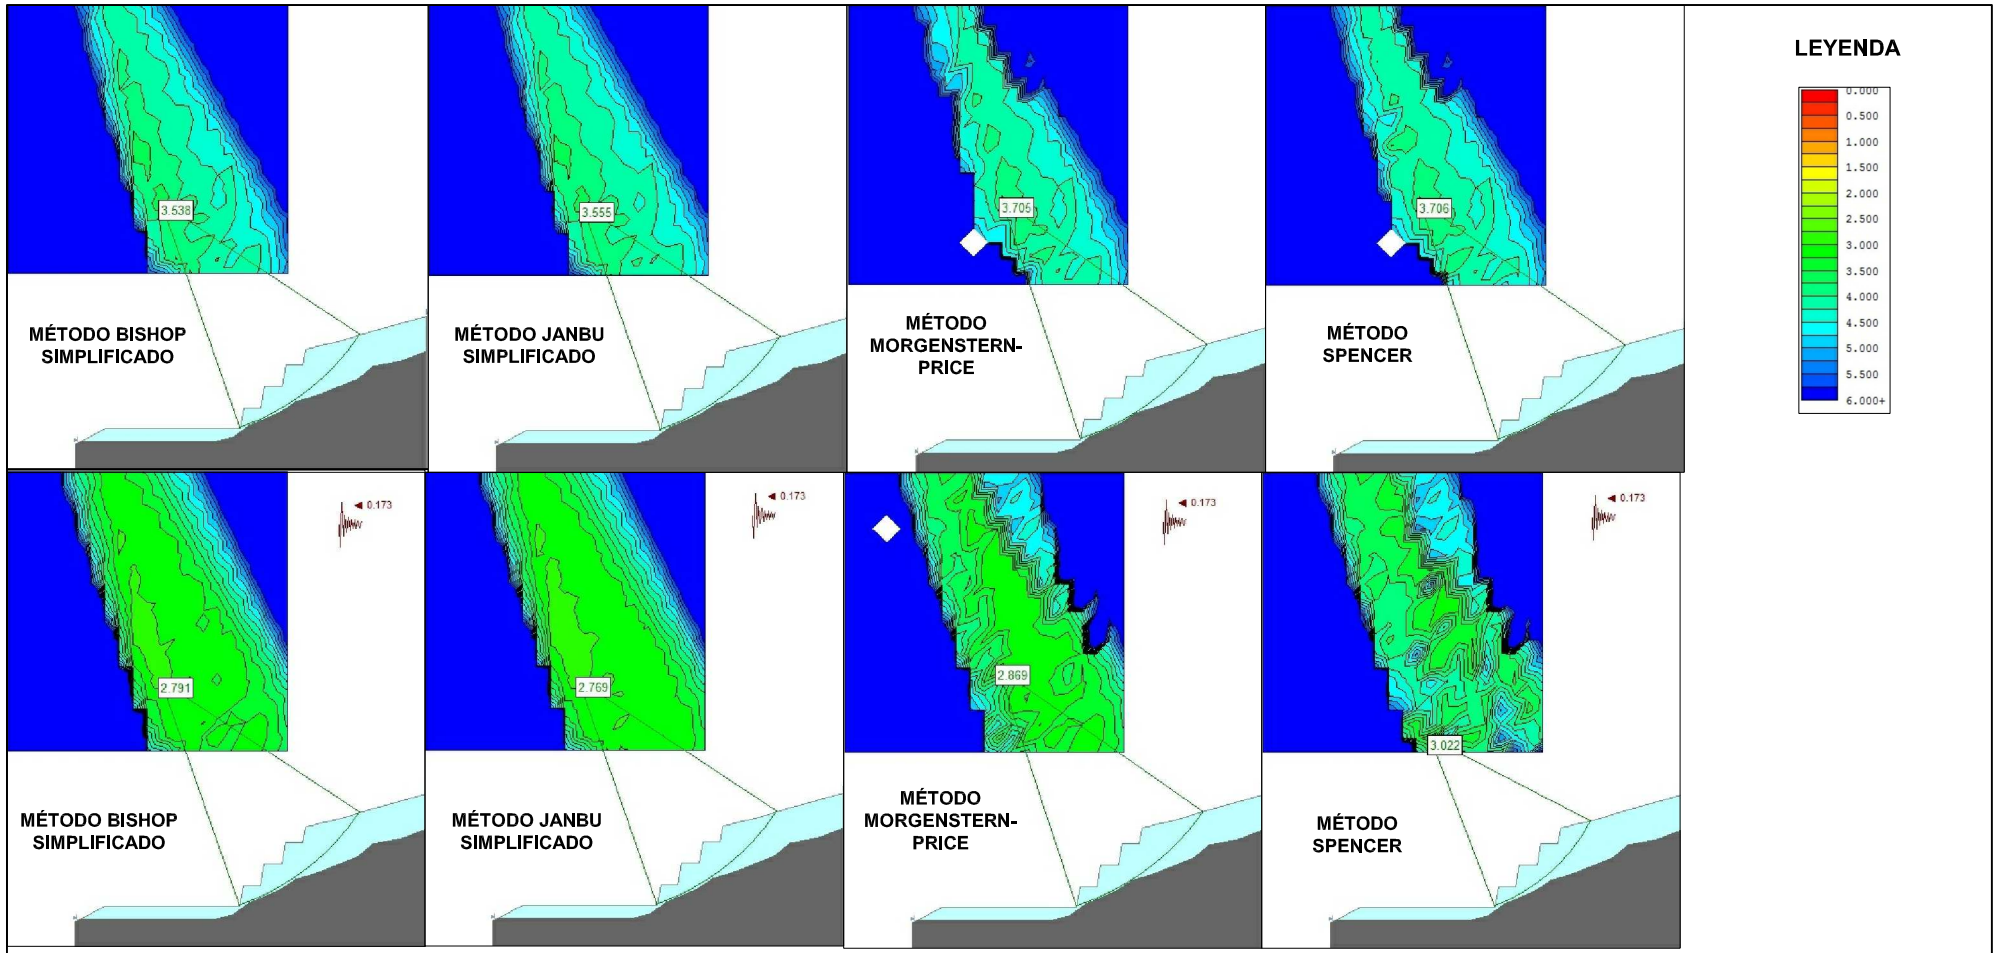 LEYENDA
0.000
0.500
1.000
1.500
2.000
2.500
3.000
3.500
4.000
4.500
5.000
5.500
6.000+
3.538
MÉTODO BISHOP
SIMPLIFICADO
3.555
MÉTODO JANBU
SIMPLIFICADO
3.705
MÉTODO
MORGENSTERN-
PRICE
3.706
MÉTODO
SPENCER
0.173
2.791
MÉTODO BISHOP
SIMPLIFICADO
0.173
2.769
MÉTODO JANBU
SIMPLIFICADO
0.173
2.869
MÉTODO
MORGENSTERN-
PRICE
0.173
3.022
MÉTODO
SPENCER